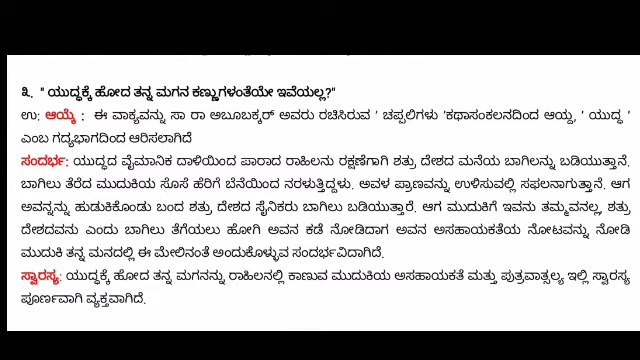 ೩. " ಯುದ್ಧಕ್ಕೆ ಹೋದ ತನ್ನ ಮಗನ ಕಣ್ಣುಗಳಂತೆಯೇ ಇವೆಯಲ್ಲ?"
ಉ: ಆಯ್ಕೆ : ಈ ವಾಕ್ಯವನ್ನು ಸಾ ರಾ ಅಬೂಬಕ್ಕರ್ ಅವರು ರಚಿಸಿರುವ ' ಚಪ್ಪಲಿಗಳು 'ಕಥಾಸಂಕಲನದಿಂದ ಆಯ್ದ, ' ಯುದ್ಧ '
ಎಂಬ ಗದ್ಯಭಾಗದಿಂದ ಆರಿಸಲಾಗಿದೆ
ಸಂದರ್ಭ: ಯುದ್ಧದ ವೈಮಾನಿಕ ದಾಳಿಯಿಂದ ಪಾರಾದ ರಾಹಿಲನು ರಕ್ಷಣೆಗಾಗಿ ಶತ್ರು ದೇಶದ ಮನೆಯ ಬಾಗಿಲನ್ನು ಬಡಿಯುತ್ತಾನೆ.
ಬಾಗಿಲು ತೆರೆದ ಮುದುಕಿಯ ಸೊಸೆ ಹೆರಿಗೆ ಬೆನೆಯಿಂದ ನರಳುತ್ತಿದ್ದಳು. ಅವಳ ಪ್ರಾಣವನ್ನು ಉಳಿಸುವಲ್ಲಿ ಸಫಲನಾಗುತ್ತಾನೆ. ಆಗ
ಅವನ್ನನ್ನು ಹುಡುಕಿಕೊಂಡು ಬಂದ ಶತ್ರು ದೇಶದ ಸೈನಿಕರು ಬಾಗಿಲು ಬಡಿಯುತ್ತಾರೆ. ಆಗ ಮುದುಕಿಗೆ ಇವನು ತಮ್ಮವನಲ್ಲ, ಶತ್ರು
ದೇಶದವನು ಎಂದು ಬಾಗಿಲು ತೆಗೆಯಲು ಹೋಗಿ ಅವನ ಕಡೆ ನೋಡಿದಾಗ ಅವನ ಅಸಹಾಯಕತೆಯ ನೋಟವನ್ನು ನೋಡಿ
ಮುದುಕಿ ತನ್ನ ಮನದಲ್ಲಿ ಈ ಮೇಲಿನಂತೆ ಅಂದುಕೊಳ್ಳುವ ಸಂದರ್ಭವಿದಾಗಿದೆ.
ಸ್ವಾರಸ್ಯ: ಯುದ್ಧಕ್ಕೆ ಹೋದ ತನ್ನ ಮಗನನ್ನು ರಾಹಿಲನಲ್ಲಿ ಕಾಣುವ ಮುದುಕಿಯ ಅಸಹಾಯಕತೆ ಮತ್ತು ಪುತ್ರವಾತ್ಸಲ್ಯ ಇಲ್ಲಿ ಸ್ವಾರಸ್ಯ
ಪೂರ್ಣವಾಗಿ ವ್ಯಕ್ತವಾಗಿದೆ.